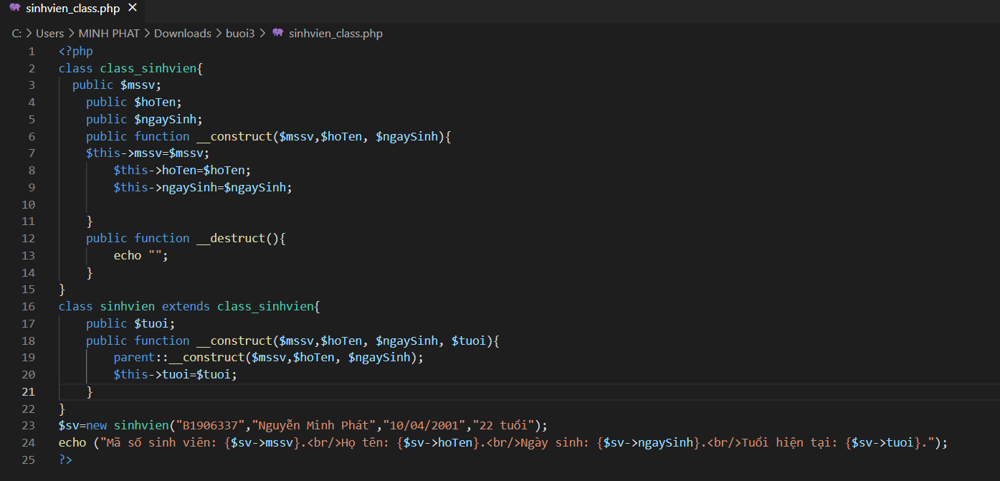 sinhvien_class.php ×
C: > Users > MINH PHAT > Downloads > buoi3 > sinhvien_class.php
1 <?php
2 class class_sinhvien{
3 public $mssv;
4 public $hoTen;
5 public $ngaySinh;
6 public function __construct($mssv,$hoTen, $ngaySinh){
7 $this->mssv=$mssv;
8 $this->hoTen=$hoTen;
9 $this->ngaySinh=$ngaySinh;
10
11 }
12 public function __destruct(){
13 echo "";
14 }
15 }
16 class sinhvien extends class_sinhvien{
17 public $tuoi;
18 public function __construct($mssv,$hoTen, $ngaySinh, $tuoi){
19 parent::__construct($mssv,$hoTen, $ngaySinh);
20 $this->tuoi=$tuoi;
21 }
22 }
23 $sv=new sinhvien("B1906337","Nguyễn Minh Phát","10/04/2001","22 tuổi");
24 echo ("Mã số sinh viên: {$sv->mssv}.<br/>Họ tên: {$sv->hoTen}.<br/>Ngày sinh: {$sv->ngaySinh}.<br/>Tuổi hiện tại: {$sv->tuoi}.");
25 ?>